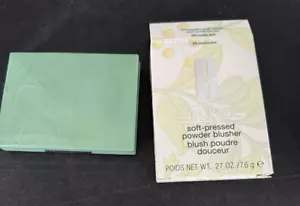 soft-pressed
powder blusher
blush poudre
douceur
POIDS NET WT. .27 OZ./7.6 g e